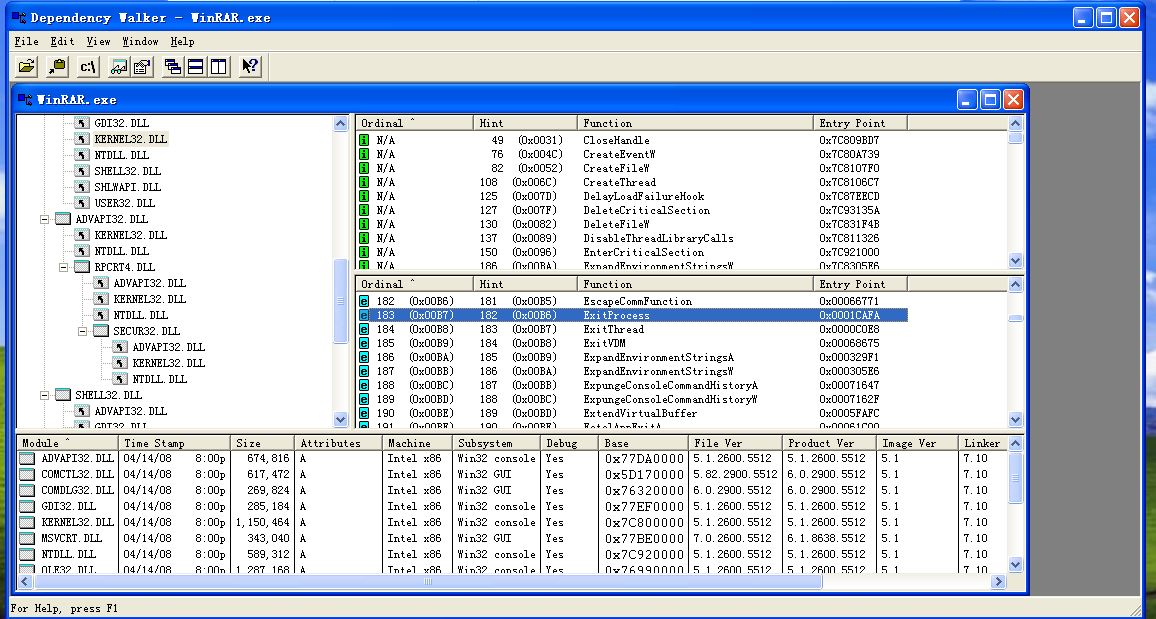 Dependency Walker - WinRAR.exe
File Edit View Window Help
c:\
WinRAR.exe
GDI32.DLL
KERNEL32.DLL
NTDLL.DLL
SHELL32.DLL
SHLWAPI.DLL
USER32.DLL
ADVAPI32.DLL
KERNEL32.DLL
NTDLL.DLL
RPCRT4.DLL
ADVAPI32.DLL
KERNEL32.DLL
NTDLL.DLL
SECUR32.DLL
ADVAPI32.DLL
KERNEL32.DLL
NTDLL.DLL
SHELL32.DLL
ADVAPI32.DLL
GDI32.DLL
Ordinal ^ Hint Function Entry Point
N/A 49 (0x0031) CloseHandle 0x7C809BD7
N/A 76 (0x004C) CreateEventW 0x7C80A739
N/A 82 (0x0052) CreateFileW 0x7C8107F0
N/A 108 (0x006C) CreateThread 0x7C8106C7
N/A 125 (0x007D) DelayLoadFailureHook 0x7C87EECD
N/A 127 (0x007F) DeleteCriticalSection 0x7C93135A
N/A 130 (0x0082) DeleteFileW 0x7C831F4B
N/A 137 (0x0089) DisableThreadLibraryCalls 0x7C811326
N/A 150 (0x0096) EnterCriticalSection 0x7C921000
N/A 186 (0x00BA) ExpandEnvironmentStringsW 0x7C8305E6
Ordinal ^ Hint Function Entry Point
182 (0x00B6) 181 (0x00B5) EscapeCommFunction 0x00066771
183 (0x00B7) 182 (0x00B6) ExitProcess 0x0001CAFA
184 (0x00B8) 183 (0x00B7) ExitThread 0x0000C0E8
185 (0x00B9) 184 (0x00B8) ExitVDM 0x00068675
186 (0x00BA) 185 (0x00B9) ExpandEnvironmentStringsA 0x000329F1
187 (0x00BB) 186 (0x00BA) ExpandEnvironmentStringsW 0x000305E6
188 (0x00BC) 187 (0x00BB) ExpungeConsoleCommandHistoryA 0x00071647
189 (0x00BD) 188 (0x00BC) ExpungeConsoleCommandHistoryW 0x0007162F
190 (0x00BE) 189 (0x00BD) ExtendVirtualBuffer 0x0005FAFC
191 (0x00BF) 190 (0x00BE) FatalAppExitA 0x00061C00
Module ^ Time Stamp Size Attributes Machine Subsystem Debug Base File Ver Product Ver Image Ver Linker
ADVAPI32.DLL 04/14/08 8:00p 674,816 A Intel x86 Win32 console Yes 0x77DA0000 5.1.2600.5512 5.1.2600.5512 5.1 7.10
COMCTL32.DLL 04/14/08 8:00p 617,472 A Intel x86 Win32 GUI Yes 0x5D170000 5.82.2900.5512 6.0.2900.5512 5.1 7.10
COMDLG32.DLL 04/14/08 8:00p 269,824 A Intel x86 Win32 GUI Yes 0x76320000 6.0.2900.5512 6.0.2900.5512 5.1 7.10
GDI32.DLL 04/14/08 8:00p 285,184 A Intel x86 Win32 console Yes 0x77EF0000 5.1.2600.5512 5.1.2600.5512 5.1 7.10
KERNEL32.DLL 04/14/08 8:00p 1,150,464 A Intel x86 Win32 console Yes 0x7C800000 5.1.2600.5512 5.1.2600.5512 5.1 7.10
MSVCRT.DLL 04/14/08 8:00p 343,040 A Intel x86 Win32 GUI Yes 0x77BE0000 7.0.2600.5512 6.1.8638.5512 5.1 7.10
NTDLL.DLL 04/14/08 8:00p 589,312 A Intel x86 Win32 console Yes 0x7C920000 5.1.2600.5512 5.1.2600.5512 5.1 7.10
OLE32.DLL 04/14/08 8:00p 1,287,168 A Intel x86 Win32 console Yes 0x76990000 5.1.2600.5512 5.1.2600.5512 5.1 7.10
For Help, press F1